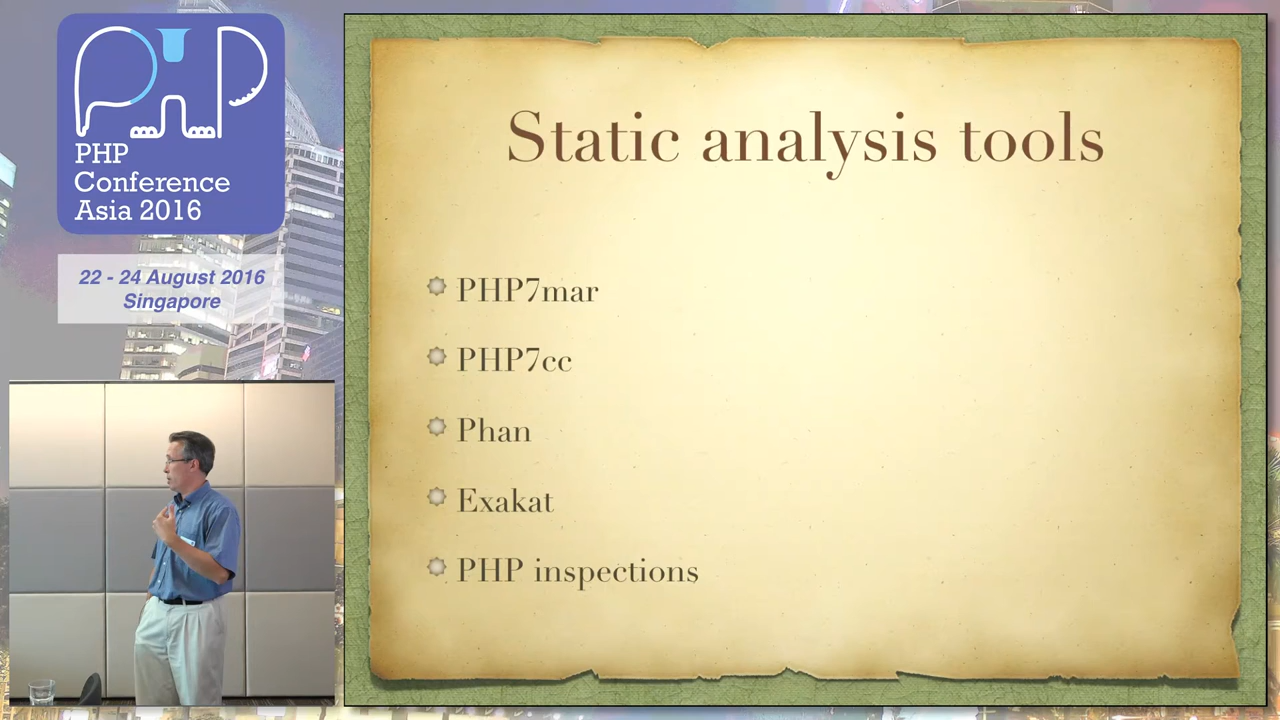 PHP
PHP
Conference
Asia 2016
22 - 24 August 2016
Singapore
Static analysis tools
PHP7mar
PHP7cc
Phan
Exakat
PHP inspections